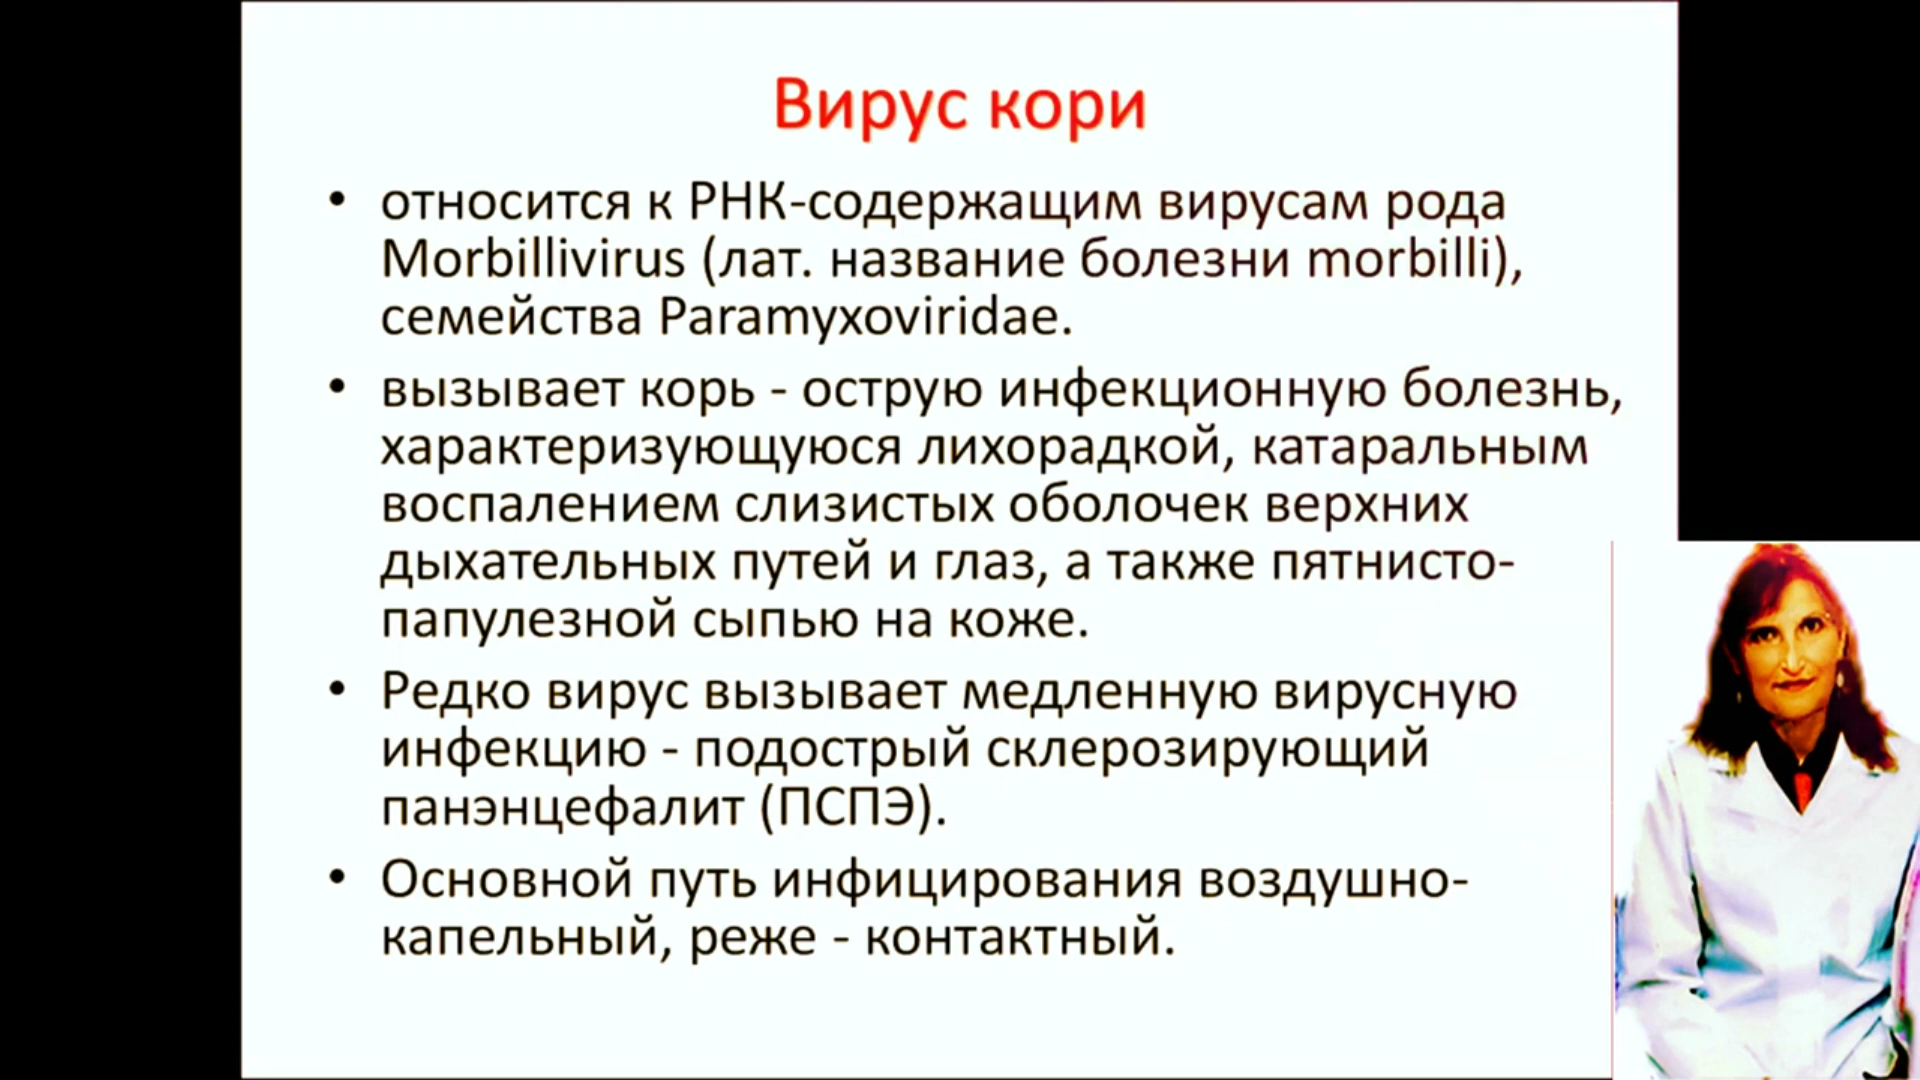 Вирус кори
• относится к РНК-содержащим вирусам рода
Morbillivirus (лат. название болезни morbilli),
семейства Paramyxoviridae.
• вызывает корь - острую инфекционную болезнь,
характеризующуюся лихорадкой, катаральным
воспалением слизистых оболочек верхних
дыхательных путей и глаз, а также пятнисто-
папулезной сыпью на коже.
• Редко вирус вызывает медленную вирусную
инфекцию - подострый склерозирующий
панэнцефалит (ПСПЭ).
• Основной путь инфицирования воздушно-
капельный, реже - контактный.